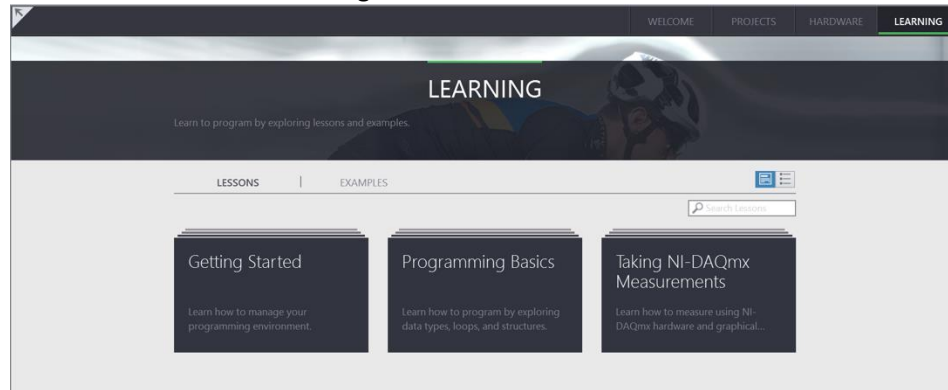 WELCOME PROJECTS HARDWARE LEARNING
LEARNING
Learn to program by exploring lessons and examples.
LESSONS | EXAMPLES
Search Lessons
Getting Started
Learn how to manage your
programming environment.
Programming Basics
Learn how to program by exploring
data types, loops, and structures.
Taking NI-DAQmx
Measurements
Learn how to measure using NI-
DAQmx hardware and graphical...